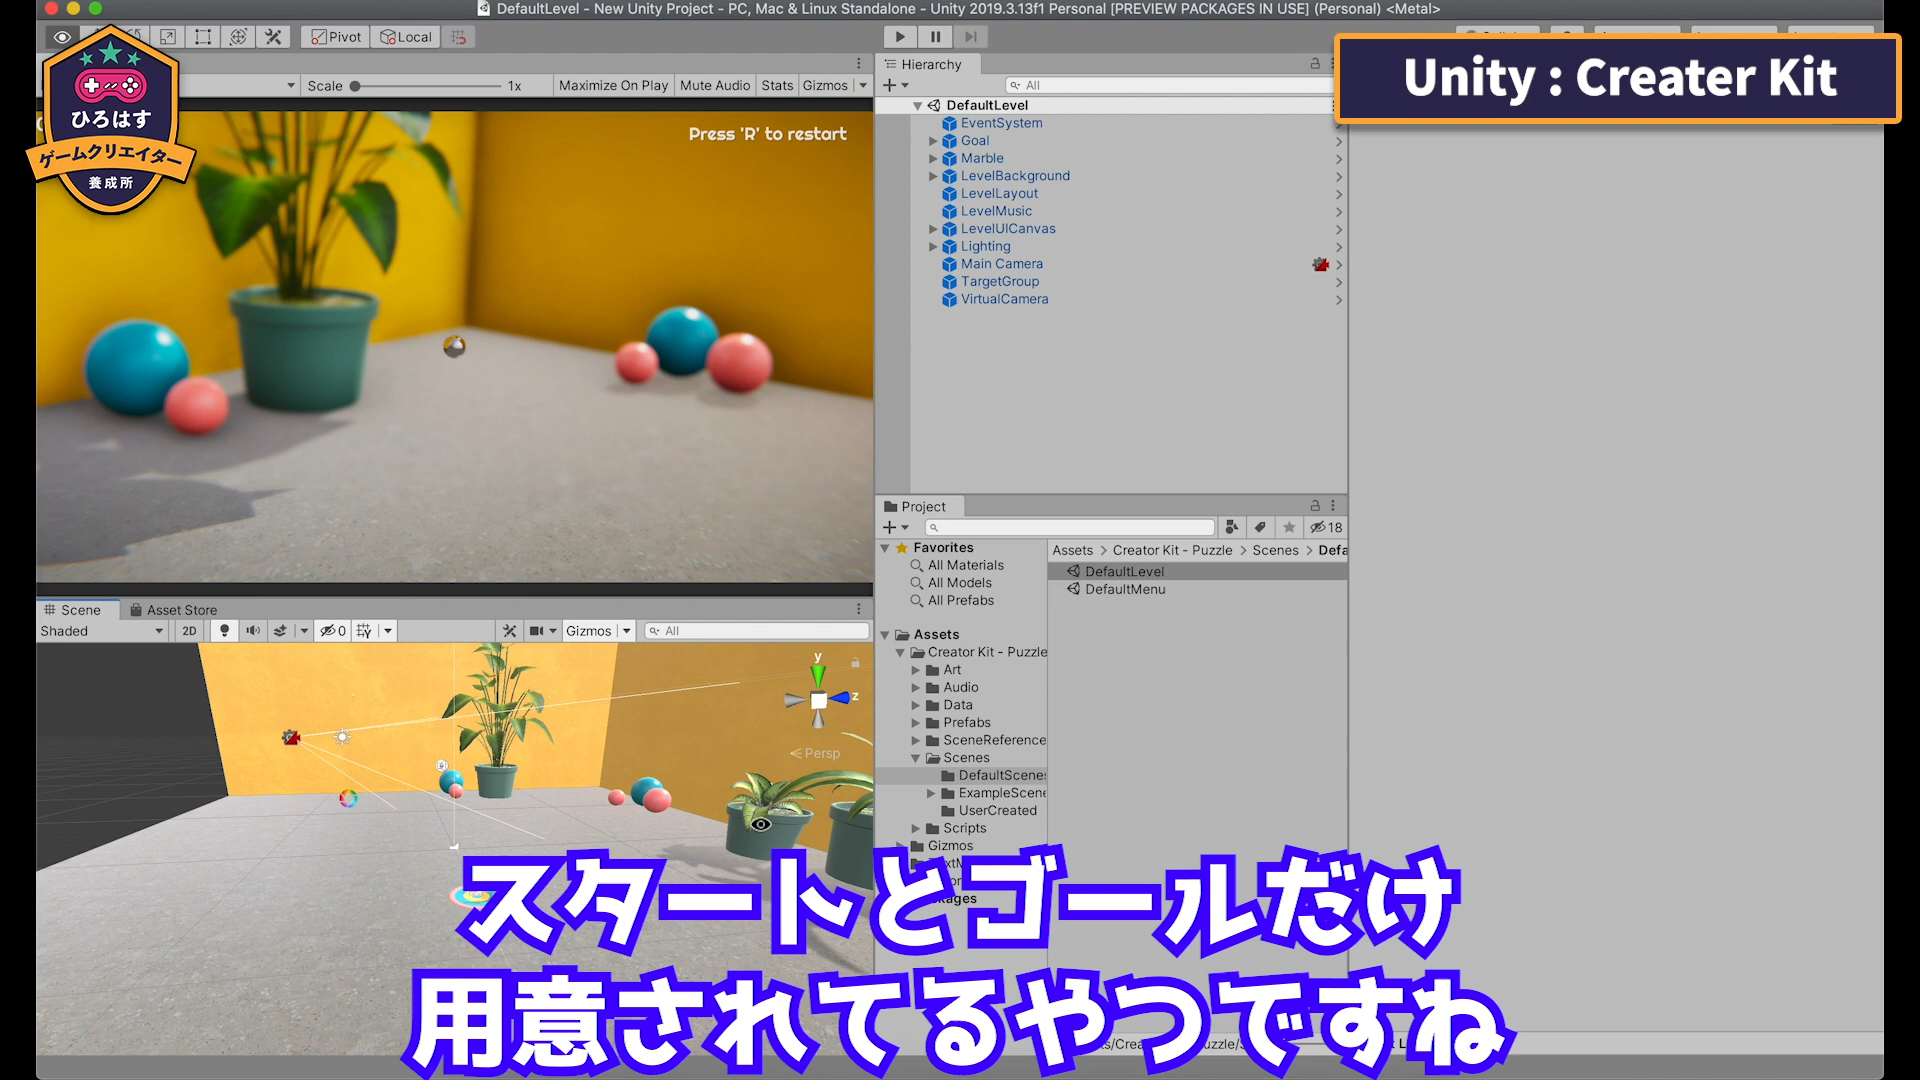 DefaultLevel - New Unity Project - PC, Mac & Linux Standalone - Unity 2019.3.13f1 Personal [PREVIEW PACKAGES IN USE] (Personal) <Metal>
Pivot
Local
ひろはす
ゲームクリエイター
養成所
Unity : Creater Kit
Scale
1x
Maximize On Play
Mute Audio
Stats
Gizmos
Press 'R' to restart
Hierarchy
All
DefaultLevel
EventSystem
Goal
Marble
LevelBackground
LevelLayout
LevelMusic
LevelUICanvas
Lighting
Main Camera
TargetGroup
VirtualCamera
Project
18
Favorites
All Materials
All Models
All Prefabs
Assets
Creator Kit - Puzzle
Art
Audio
Data
Prefabs
SceneReference
Scenes
DefaultScenes
ExampleScene
UserCreated
Scripts
Gizmos
Assets > Creator Kit - Puzzle > Scenes > Defa
DefaultLevel
DefaultMenu
Scene
Asset Store
Shaded
2D
0
Gizmos
All
y
z
Persp
スタートとゴールだけ
用意されてるやつですね